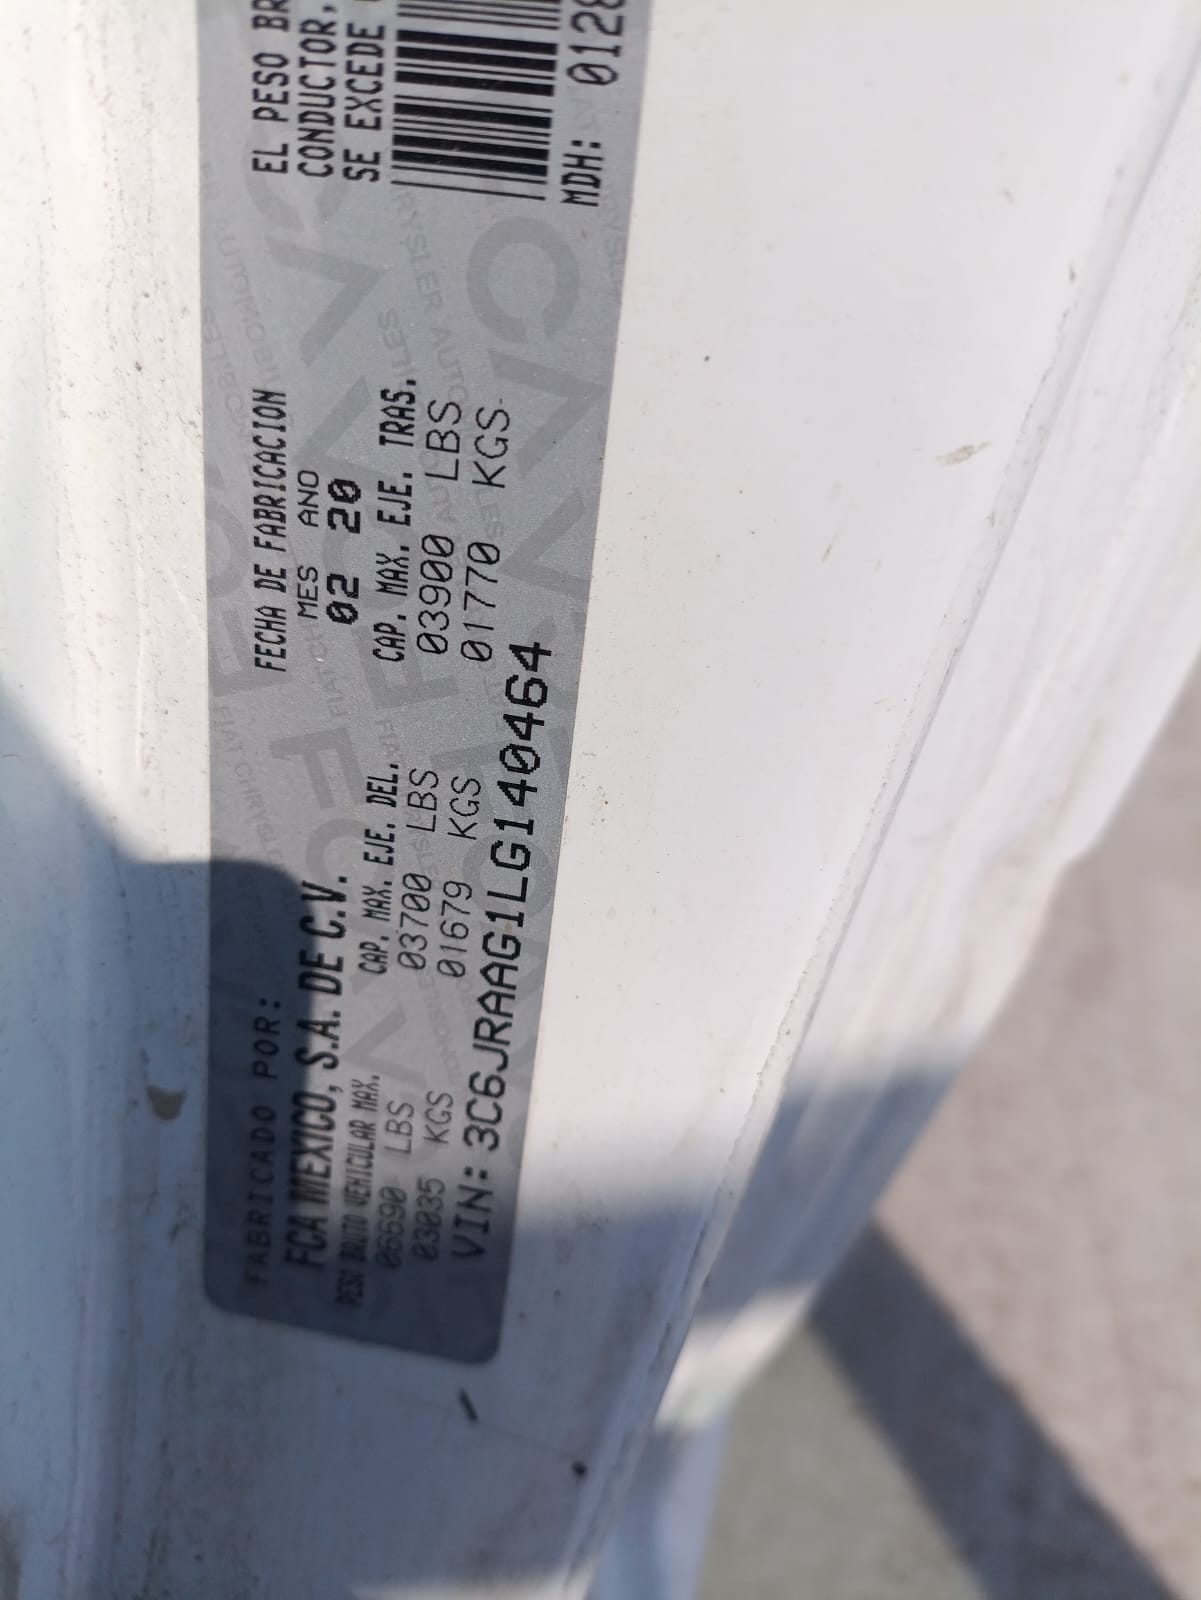 FABRICADO POR:
FCA MEXICO, S.A. DE C.V.
FECHA DE FABRICACION
MES ANO
02 20
EL PESO BR
CONDUCTOR,
SE EXCEDE
PESO BRUTO VEHICULAR MAX.
06690 LBS
03035 KGS
CAP. MAX. EJE. DEL.
03700 LBS
01679 KGS
CAP. MAX. EJE. TRAS.
03900 LBS
01770 KGS
VIN: 3C6JRAAG1LG140464
MDH: 0128